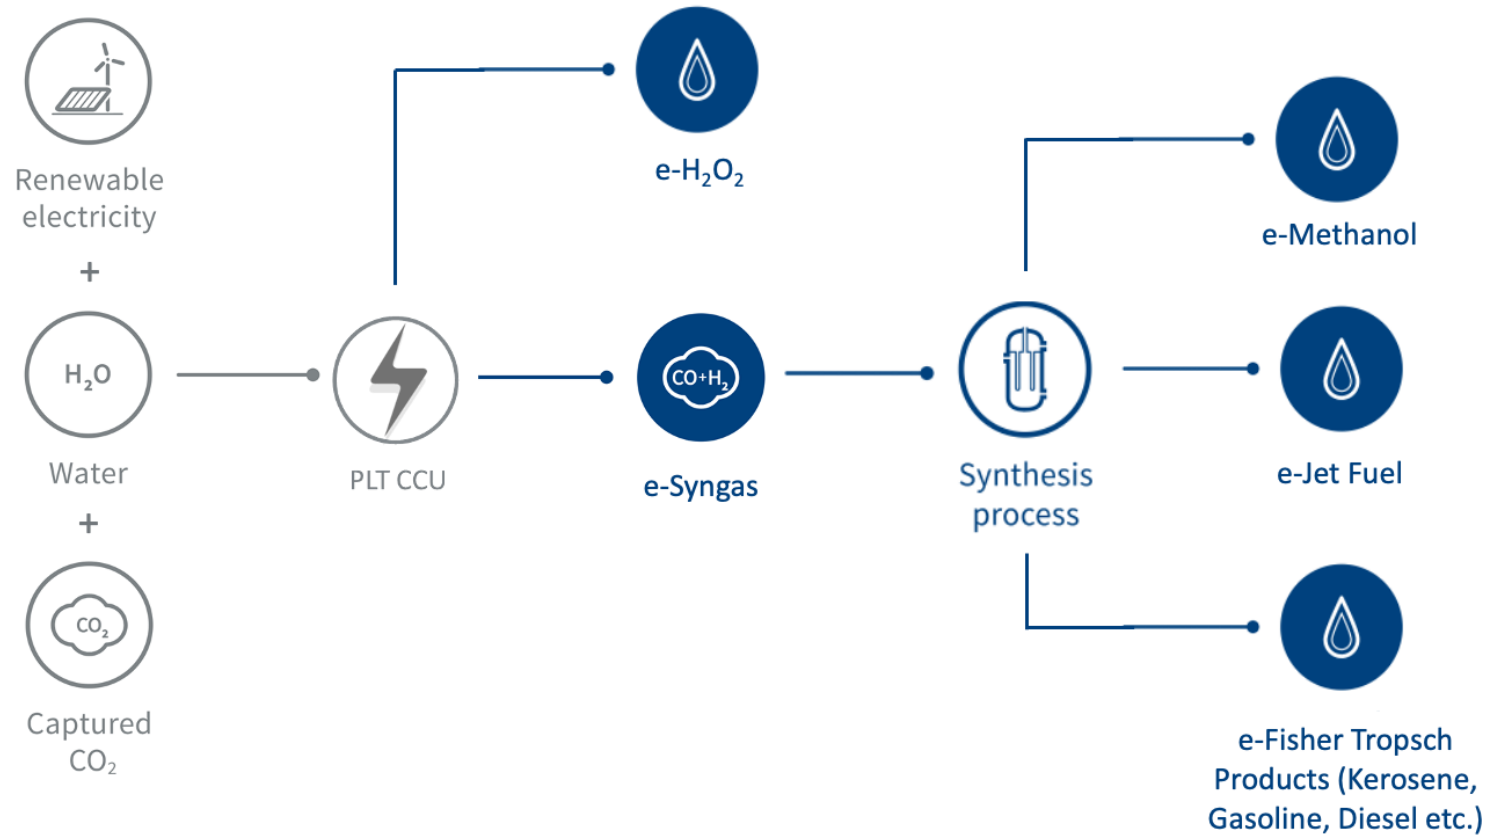 Renewable
electricity
+
H₂O
Water
+
CO₂
Captured
CO₂
PLT CCU
e-H₂O₂
CO+H₂
e-Syngas
Synthesis
process
e-Methanol
e-Jet Fuel
e-Fisher Tropsch
Products (Kerosene,
Gasoline, Diesel etc.)